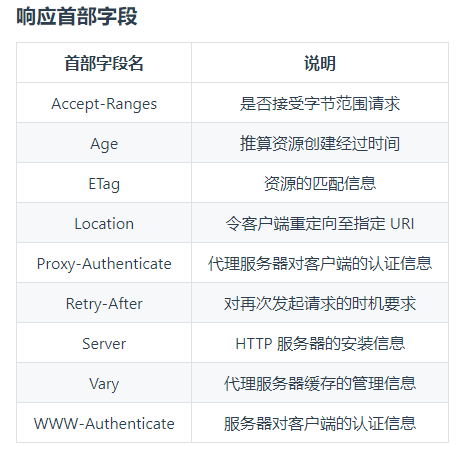 响应首部字段
首部字段名 说明
Accept-Ranges 是否接受字节范围请求
Age 推算资源创建经过时间
ETag 资源的匹配信息
Location 令客户端重定向至指定 URI
Proxy-Authenticate 代理服务器对客户端的认证信息
Retry-After 对再次发起请求的时机要求
Server HTTP 服务器的安装信息
Vary 代理服务器缓存的管理信息
WWW-Authenticate 服务器对客户端的认证信息